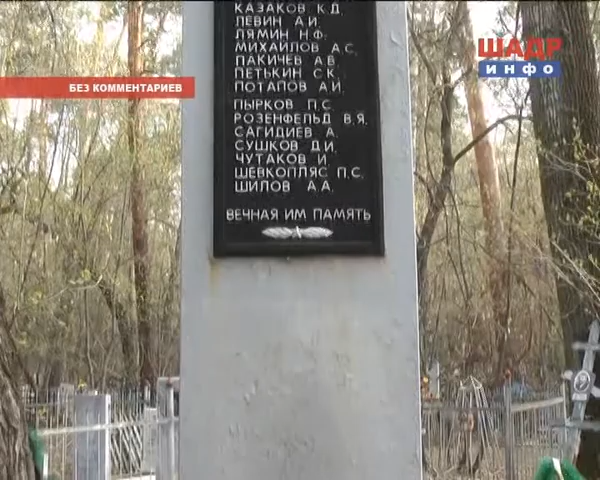 КАЗАКОВ К.Д.
ЛЕВИН А.И.
ЛЯМИН Н.Ф.
МИХАЙЛОВ А.С.
ПАКИЧЕВ А.В.
ПЕТЬКИН С.К.
ПОТАПОВ А.И.
ПЫРКОВ П.С.
РОЗЕНФЕЛЬД В.Я.
САГИДИЕВ А.
СУШКОВ Д.И.
ЧУТАКОВ И.
ШЕВКОПЛЯС П.С.
ШИЛОВ А.А.
ВЕЧНАЯ ИМ ПАМЯТЬ
БЕЗ КОММЕНТАРИЕВ
ШАДР
ИНФО